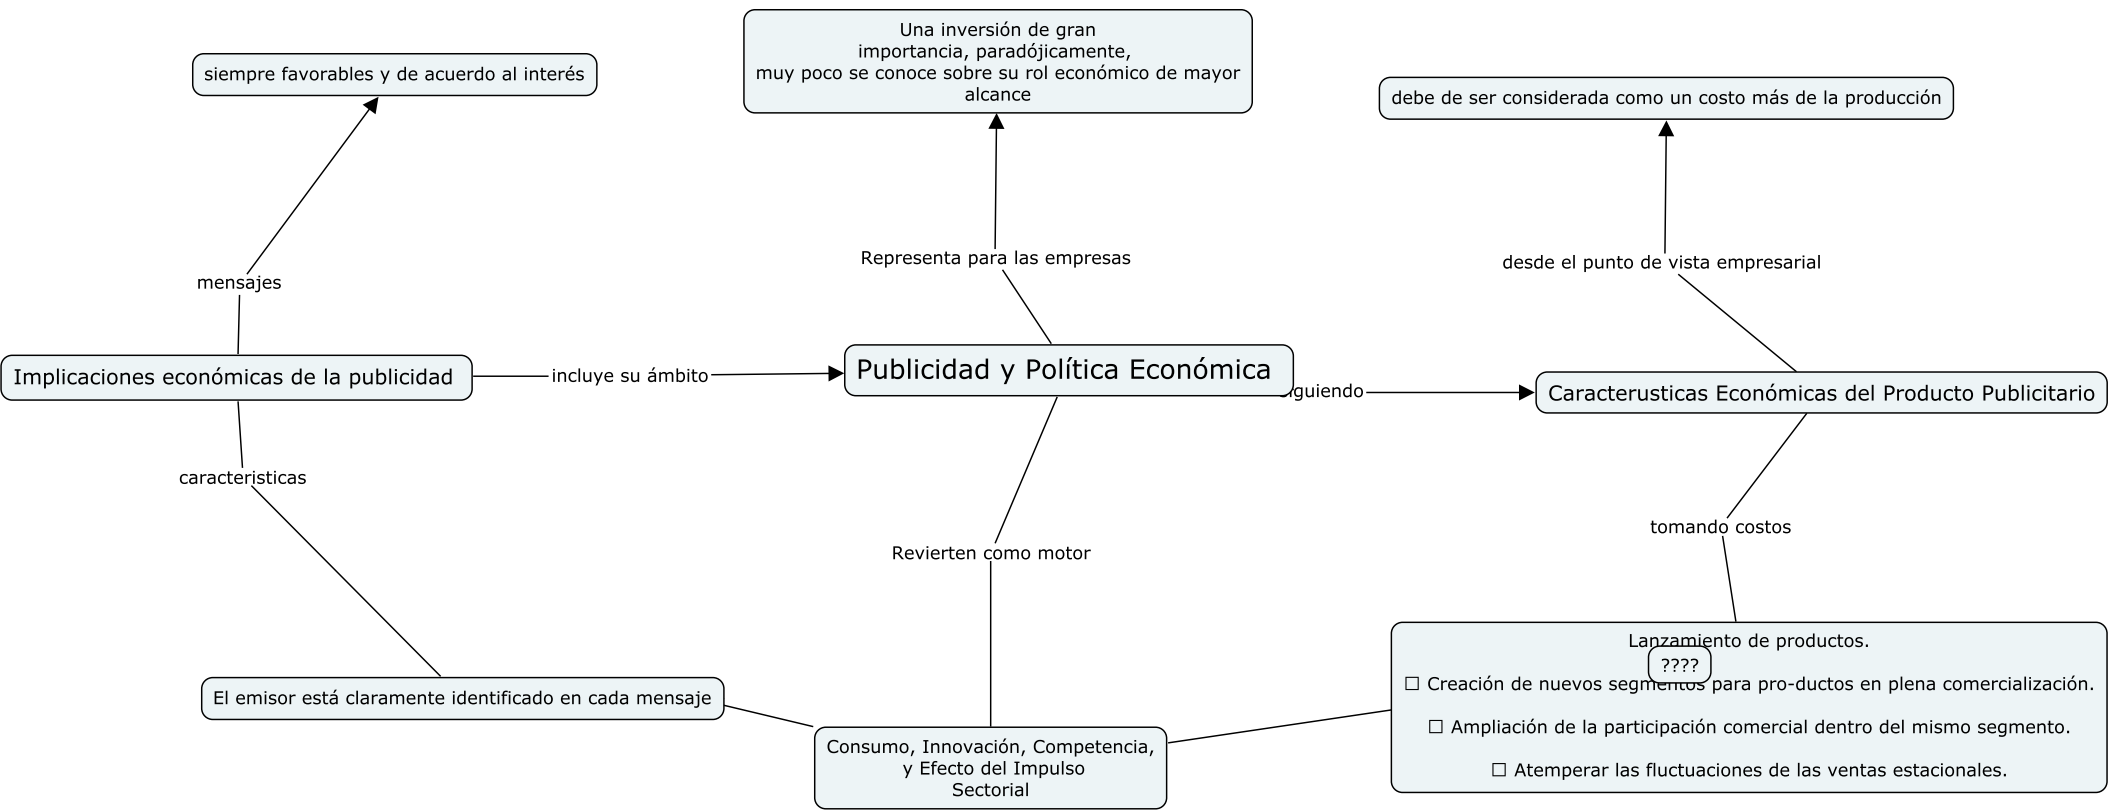 Una inversión de gran
importancia, paradójicamente,
muy poco se conoce sobre su rol económico de mayor
alcance
siempre favorables y de acuerdo al interés
debe de ser considerada como un costo más de la producción
Representa para las empresas
desde el punto de vista empresarial
mensajes
Implicaciones económicas de la publicidad
incluye su ámbito
Publicidad y Política Económica
siguiendo
Caracterusticas Económicas del Producto Publicitario
caracteristicas
tomando costos
Revierten como motor
El emisor está claramente identificado en cada mensaje
Consumo, Innovación, Competencia,
y Efecto del Impulso
Sectorial
Lanzamiento de productos.
????
☐ Creación de nuevos segmentos para pro-ductos en plena comercialización.
☐ Ampliación de la participación comercial dentro del mismo segmento.
☐ Atemperar las fluctuaciones de las ventas estacionales.